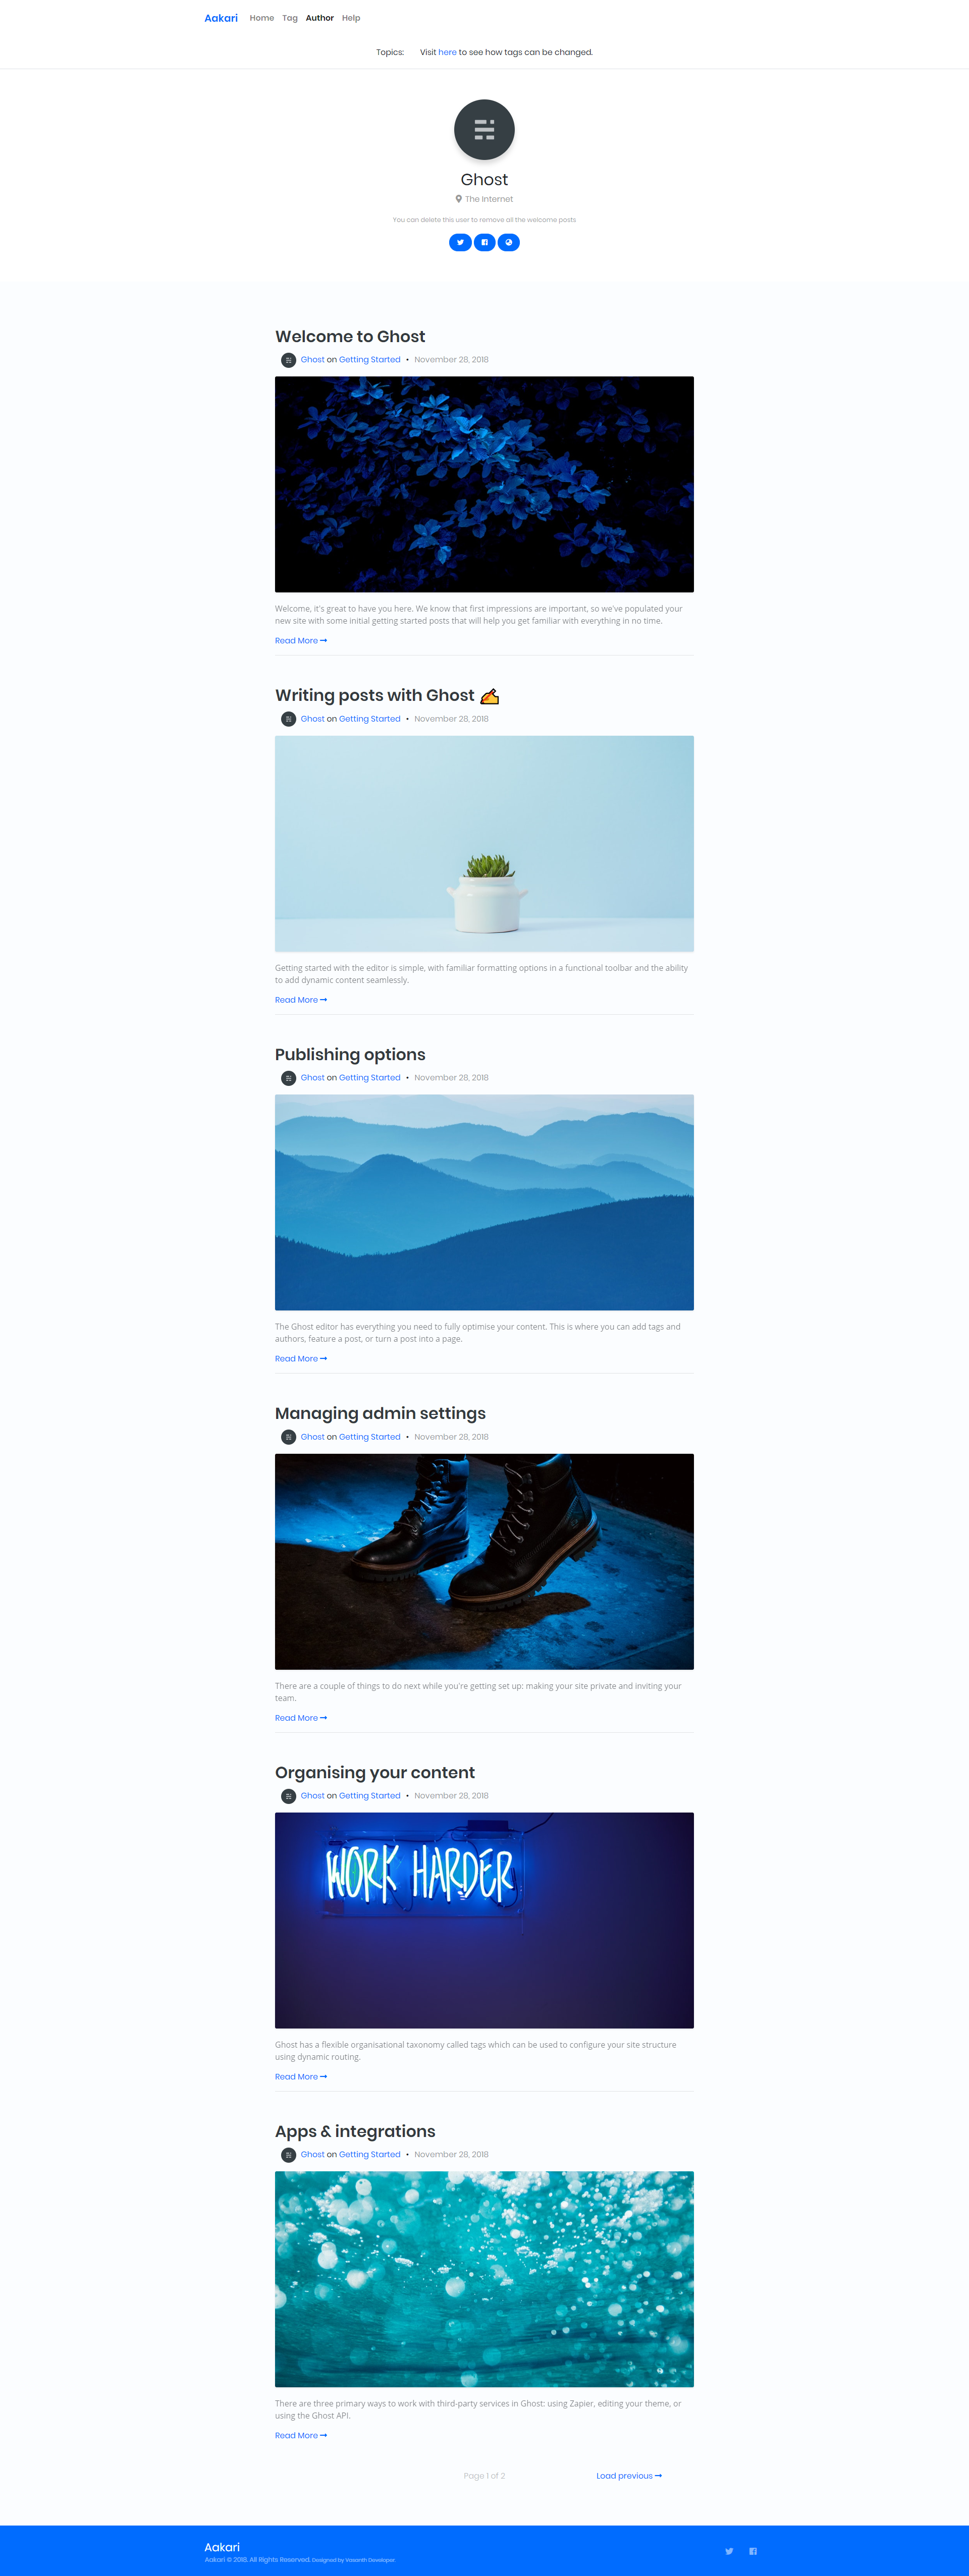 Aakari Home Tag Author Help
Topics: Visit here to see how tags can be changed.
Ghost
The Internet
You can delete this user to remove all the welcome posts
Welcome to Ghost
Ghost on Getting Started • November 28, 2018
Welcome, it's great to have you here. We know that first impressions are important, so we've populated your
new site with some initial getting started posts that will help you get familiar with everything in no time.
Read More
Writing posts with Ghost ✍️
Ghost on Getting Started • November 28, 2018
Getting started with the editor is simple, with familiar formatting options in a functional toolbar and the ability
to add dynamic content seamlessly.
Read More
Publishing options
Ghost on Getting Started • November 28, 2018
The Ghost editor has everything you need to fully optimise your content. This is where you can add tags and
authors, feature a post, or turn a post into a page.
Read More
Managing admin settings
Ghost on Getting Started • November 28, 2018
There are a couple of things to do next while you're getting set up: making your site private and inviting your
team.
Read More
Organising your content
Ghost on Getting Started • November 28, 2018
WORK HARDER
Ghost has a flexible organisational taxonomy called tags which can be used to configure your site structure
using dynamic routing.
Read More
Apps & integrations
Ghost on Getting Started • November 28, 2018
There are three primary ways to work with third-party services in Ghost: using Zapier, editing your theme, or
using the Ghost API.
Read More
Page 1 of 2 Load previous
Aakari
Aakari © 2018, All Rights Reserved. Designed by Vasanth Developer